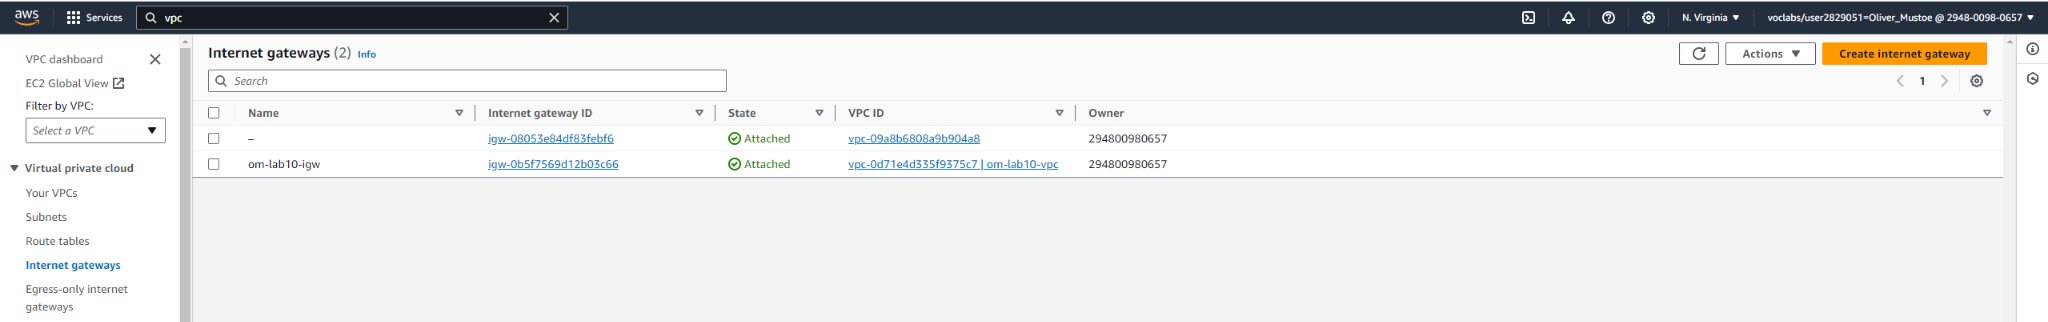 aws Services vpc N. Virginia voclabs/user2829051=Oliver_Mustoe @ 2948-0098-0657
VPC dashboard
EC2 Global View
Filter by VPC:
Select a VPC
Virtual private cloud
Your VPCs
Subnets
Route tables
Internet gateways
Egress-only internet
gateways
Internet gateways (2) Info
Actions
Create internet gateway
Search
1
Name Internet gateway ID State VPC ID Owner
– igw-08053e84df83febf6 Attached vpc-09a8b6808a9b904a8 294800980657
om-lab10-igw igw-0b5f7569d12b03c66 Attached vpc-0d71e4d335f9375c7 | om-lab10-vpc 294800980657